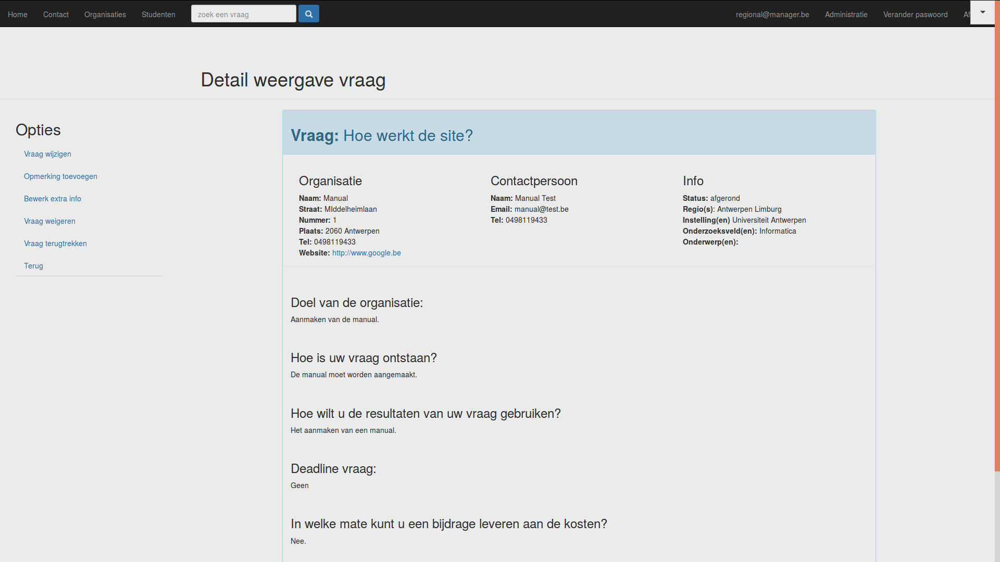 Home Contact Organisaties Studenten zoek een vraag regional@manager.be Administratie Verander paswoord
Detail weergave vraag
Opties
Vraag wijzigen
Opmerking toevoegen
Bewerk extra info
Vraag weigeren
Vraag terugtrekken
Terug
Vraag: Hoe werkt de site?
Organisatie
Naam: Manual
Straat: MIddelheimlaan
Nummer: 1
Plaats: 2060 Antwerpen
Tel: 0498119433
Website: http://www.google.be
Contactpersoon
Naam: Manual Test
Email: manual@test.be
Tel: 0498119433
Info
Status: afgerond
Regio(s): Antwerpen Limburg
Instelling(en) Universiteit Antwerpen
Onderzoeksveld(en): Informatica
Onderwerp(en):
Doel van de organisatie:
Aanmaken van de manual.
Hoe is uw vraag ontstaan?
De manual moet worden aangemaakt.
Hoe wilt u de resultaten van uw vraag gebruiken?
Het aanmaken van een manual.
Deadline vraag:
Geen
In welke mate kunt u een bijdrage leveren aan de kosten?
Nee.